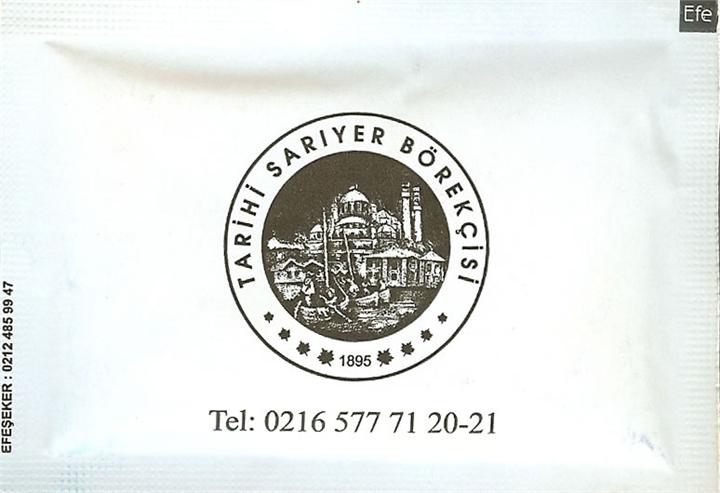 Efe
TARİHİ SARIYER BÖREKÇİSİ
1895
Tel: 0216 577 71 20-21
EFEŞEKER : 0212 485 99 47